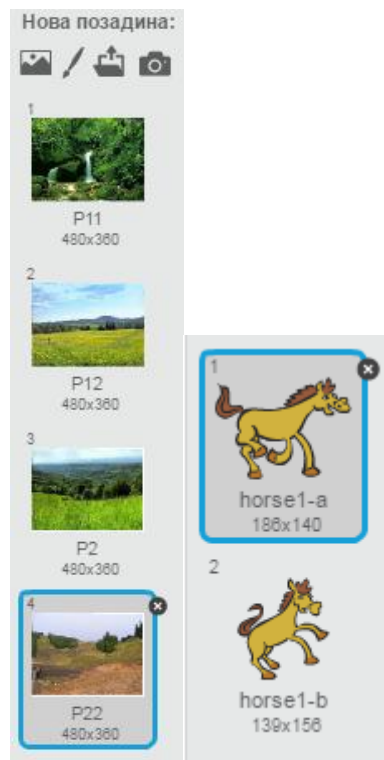 Нова позадина:
1
P11
480x360
2
P12
480x360
3
P2
480x360
4
P22
480x360
1
horse1-a
186x140
2
horse1-b
139x156